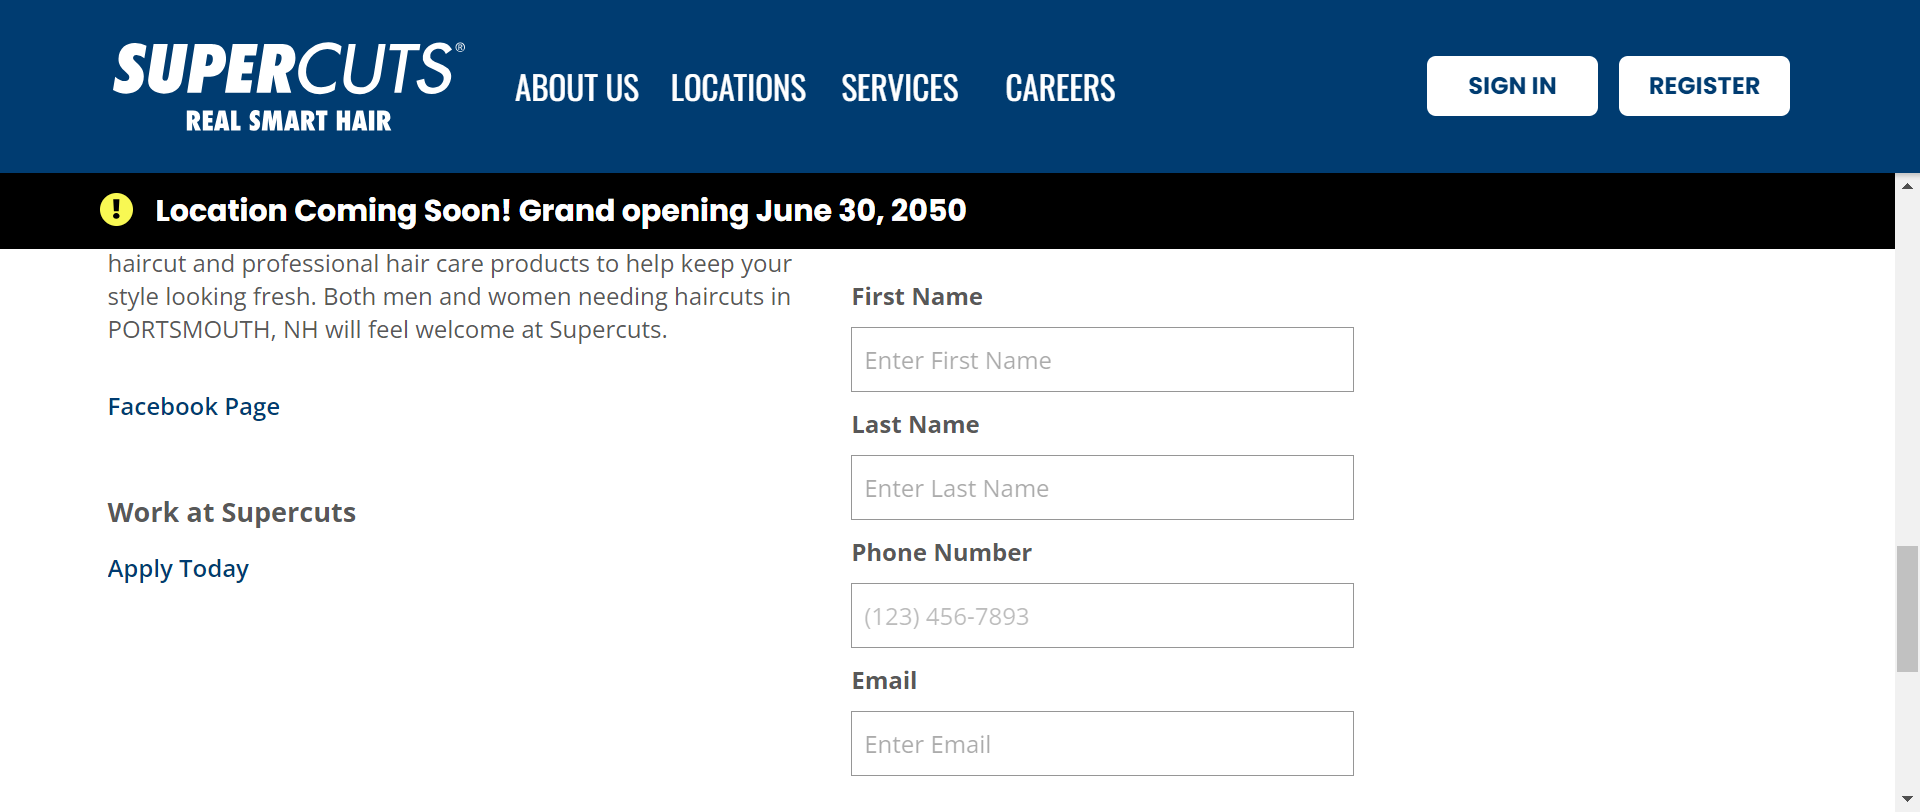 SUPERCUTS®
REAL SMART HAIR
ABOUT US LOCATIONS SERVICES CAREERS
SIGN IN REGISTER
! Location Coming Soon! Grand opening June 30, 2050
haircut and professional hair care products to help keep your
style looking fresh. Both men and women needing haircuts in
PORTSMOUTH, NH will feel welcome at Supercuts.
Facebook Page
Work at Supercuts
Apply Today
First Name
Enter First Name
Last Name
Enter Last Name
Phone Number
(123) 456-7893
Email
Enter Email